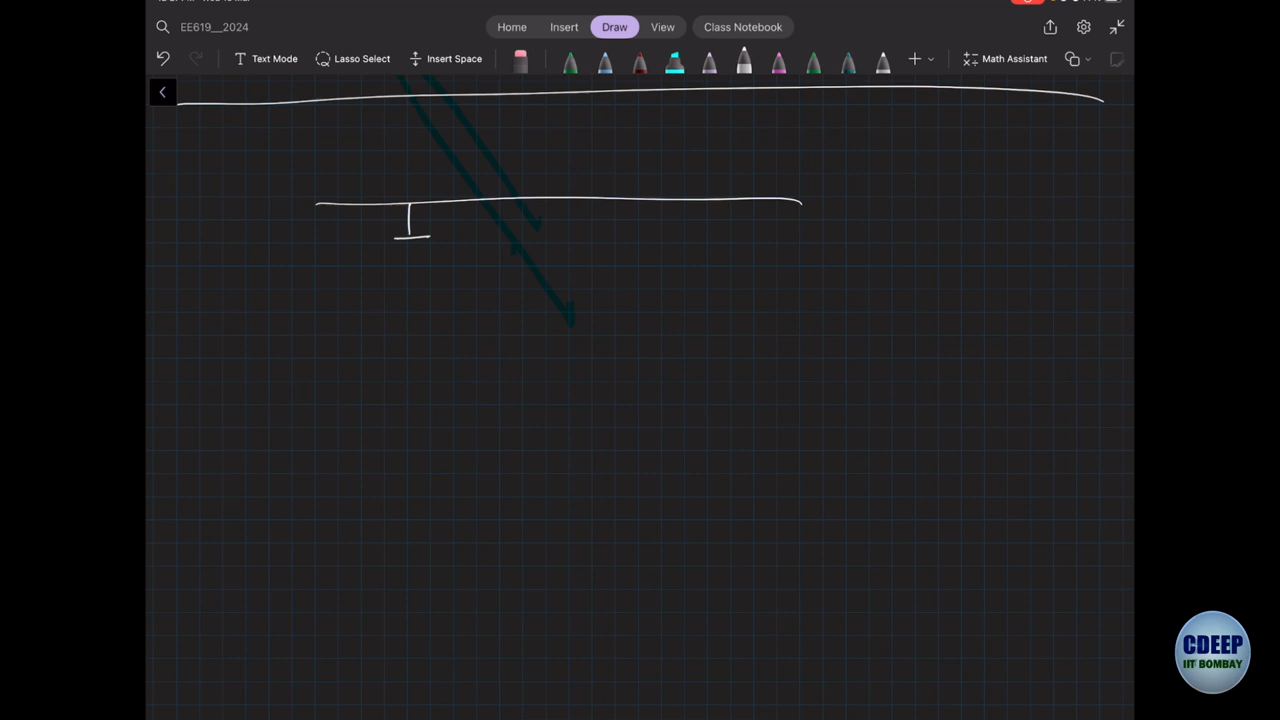 EE619__2024
Home Insert Draw View Class Notebook
Text Mode Lasso Select Insert Space Math Assistant
CDEEP
IIT BOMBAY